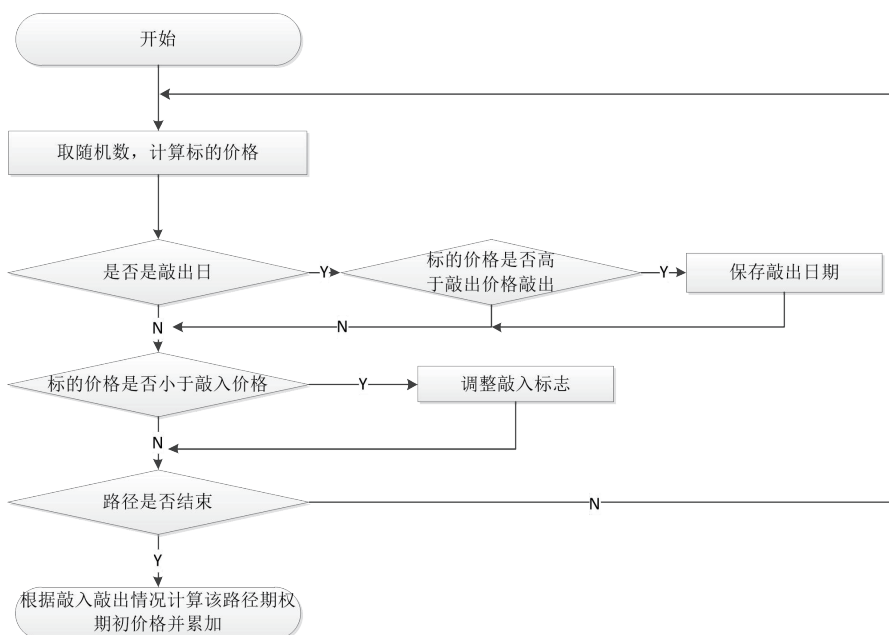 开始
取随机数，计算标的价格
是否是敲出日
Y
标的价格是否高
于敲出价格敲出
Y
保存敲出日期
N
N
标的价格是否小于敲入价格
Y
调整敲入标志
N
路径是否结束
N
Y
根据敲入敲出情况计算该路径期权
期初价格并累加